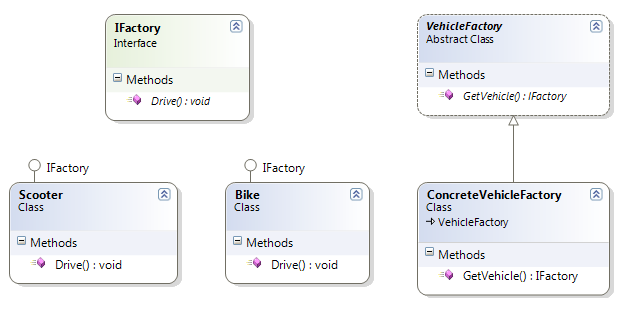 IFactory
Interface
Methods
Drive() : void
VehicleFactory
Abstract Class
Methods
GetVehicle() : IFactory
IFactory
Scooter
Class
Methods
Drive() : void
IFactory
Bike
Class
Methods
Drive() : void
ConcreteVehicleFactory
Class
VehicleFactory
Methods
GetVehicle() : IFactory